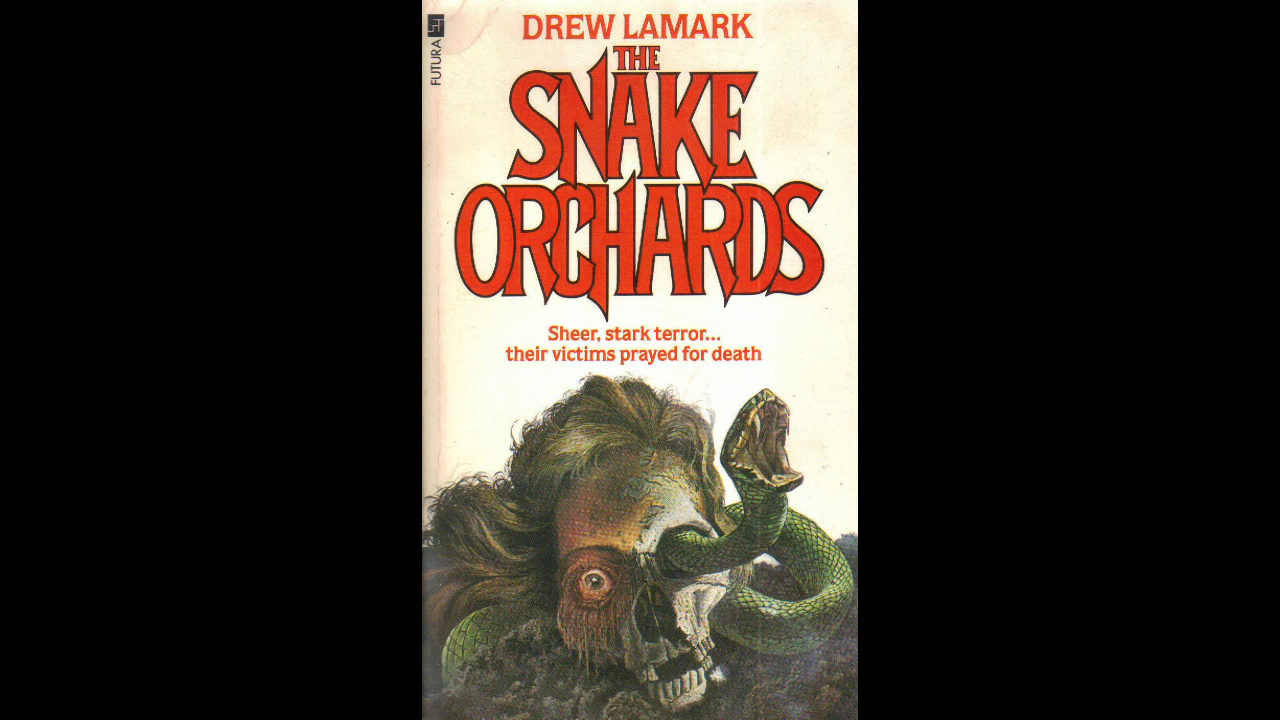 FUTURA
DREW LAMARK
THE
SNAKE
ORCHARDS
Sheer, stark terror...
their victims prayed for death